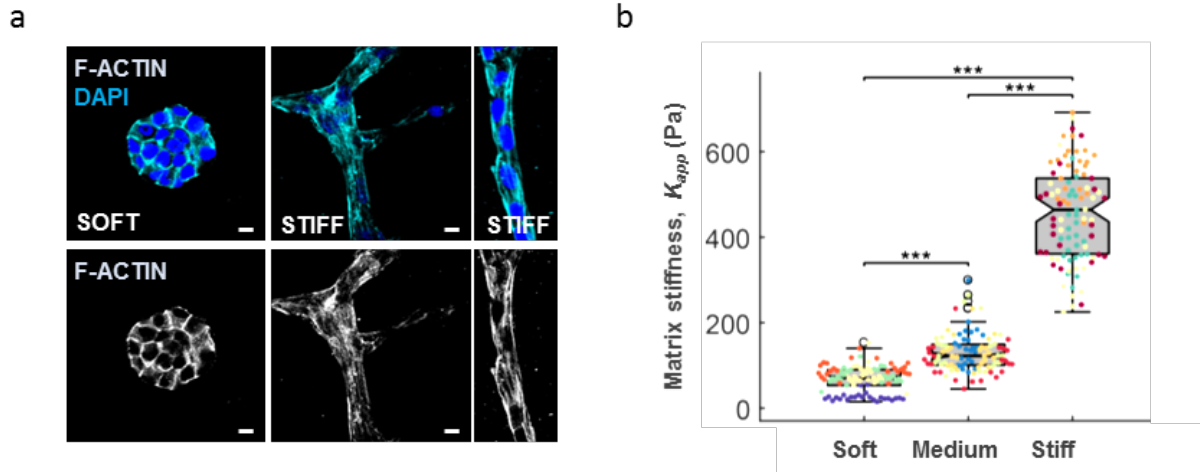 a
F-ACTIN
DAPI
SOFT
STIFF
STIFF
F-ACTIN
b
***
***
***
Matrix stiffness, Kapp (Pa)
600
400
200
0
Soft Medium Stiff